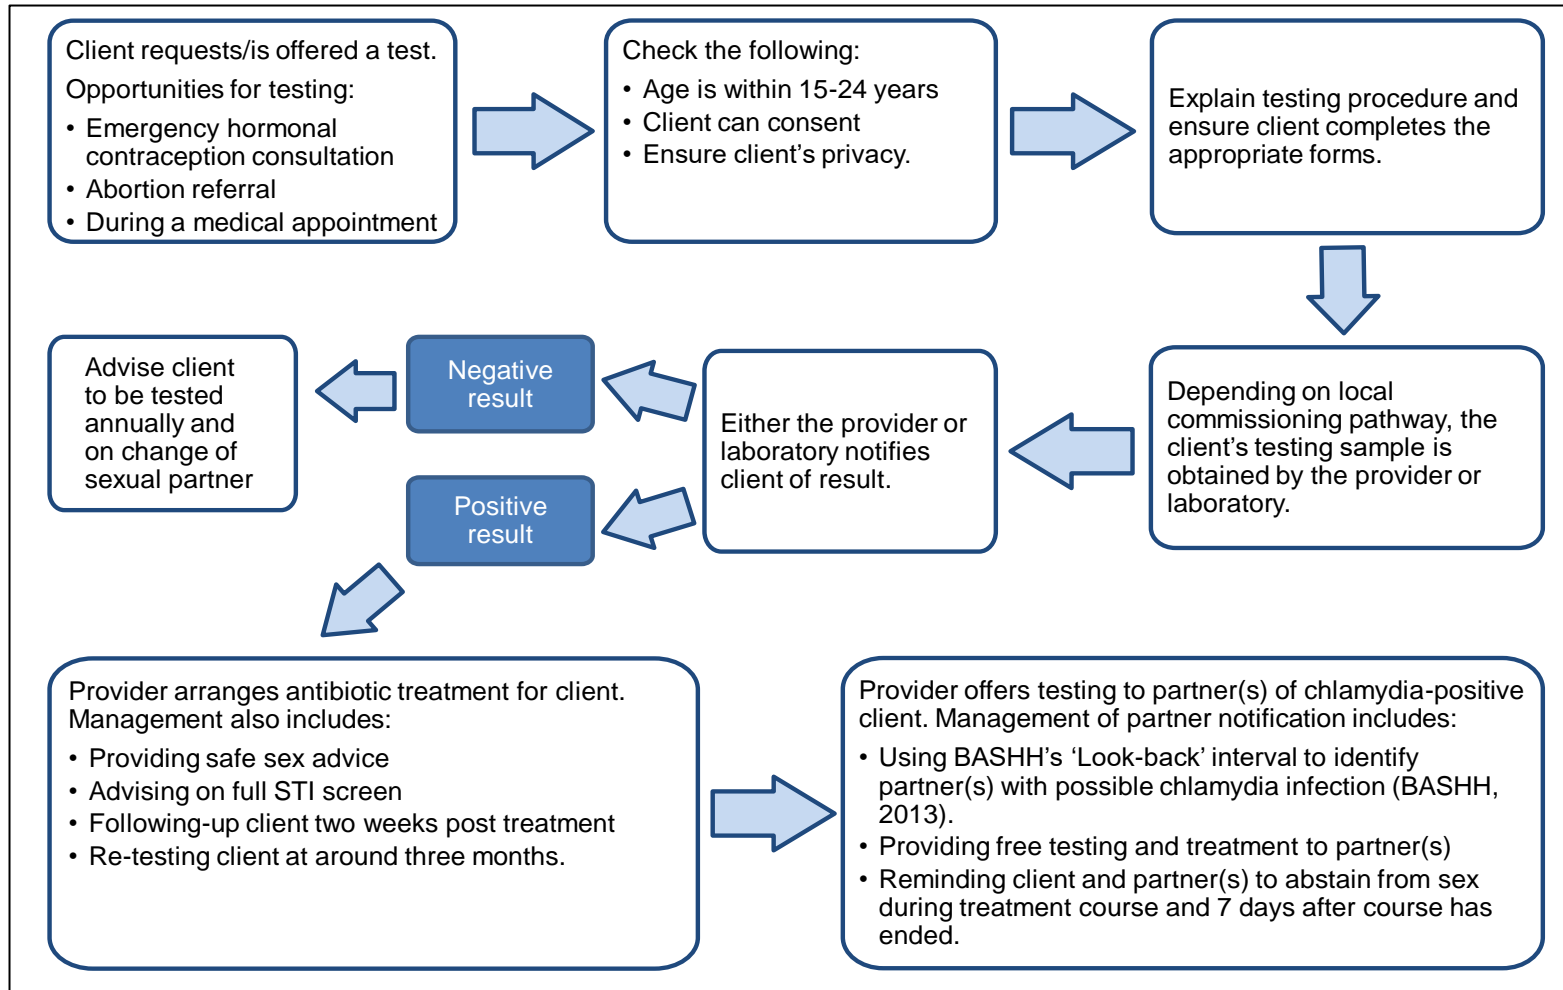 Client requests/is offered a test.
Opportunities for testing:
• Emergency hormonal
contraception consultation
• Abortion referral
• During a medical appointment
Check the following:
• Age is within 15-24 years
• Client can consent
• Ensure client's privacy.
Explain testing procedure and
ensure client completes the
appropriate forms.
Depending on local
commissioning pathway, the
client's testing sample is
obtained by the provider or
laboratory.
Either the provider or
laboratory notifies
client of result.
Negative
result
Advise client
to be tested
annually and
on change of
sexual partner
Positive
result
Provider arranges antibiotic treatment for client.
Management also includes:
• Providing safe sex advice
• Advising on full STI screen
• Following-up client two weeks post treatment
• Re-testing client at around three months.
Provider offers testing to partner(s) of chlamydia-positive
client. Management of partner notification includes:
• Using BASHH's 'Look-back' interval to identify
partner(s) with possible chlamydia infection (BASHH,
2013).
• Providing free testing and treatment to partner(s)
• Reminding client and partner(s) to abstain from sex
during treatment course and 7 days after course has
ended.